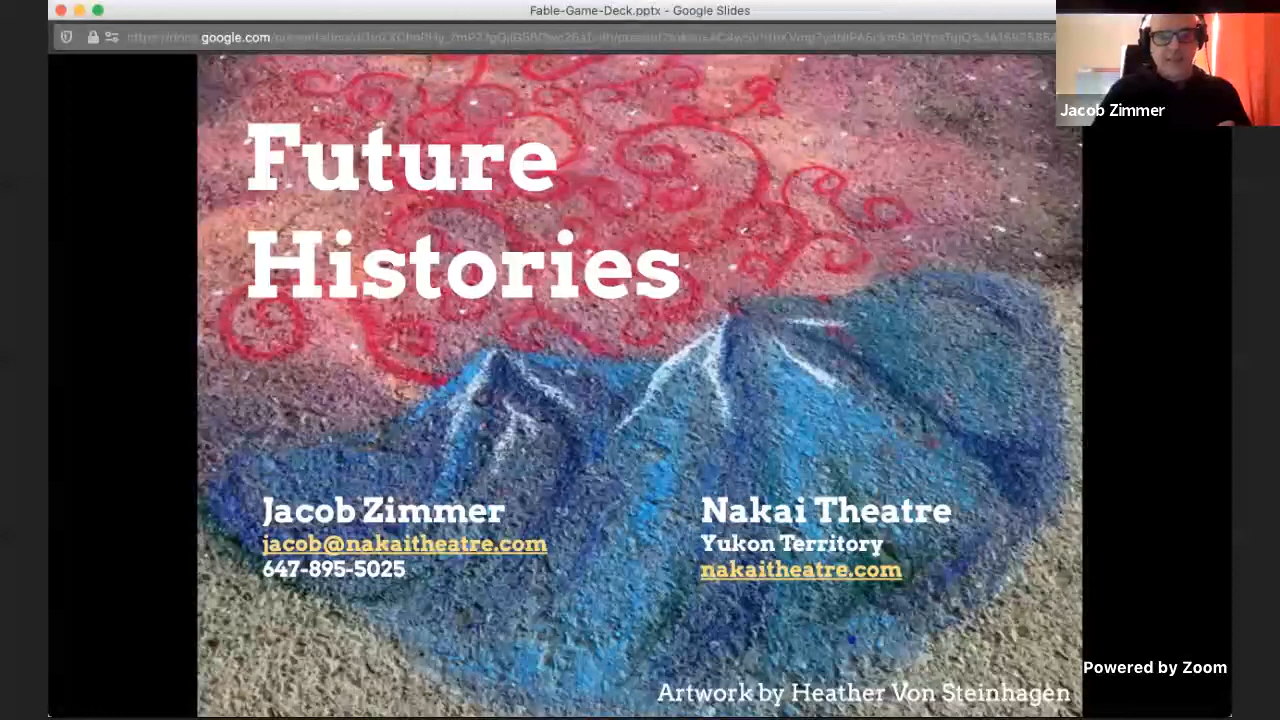 Fable-Game-Deck.pptx - Google Slides
google.com
Jacob Zimmer
Future
Histories
Jacob Zimmer
jacob@nakaitheatre.com
647-895-5025
Nakai Theatre
Yukon Territory
nakaitheatre.com
Powered by Zoom
Artwork by Heather Von Steinhagen